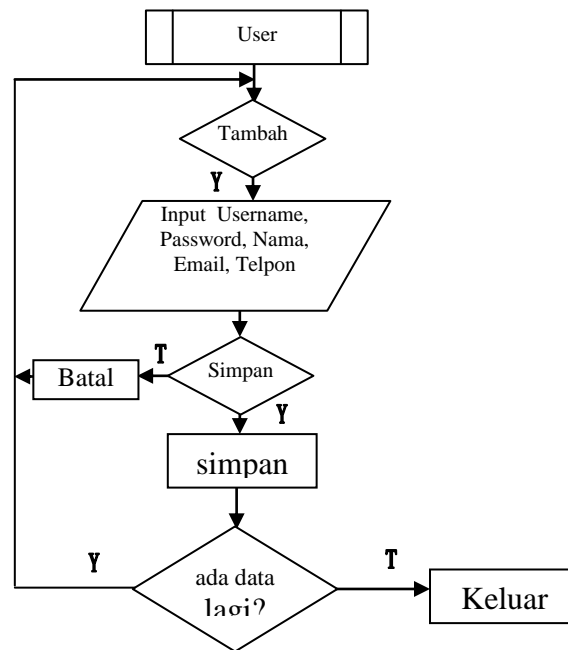 User
Tambah
Y
Input Username,
Password, Nama,
Email, Telpon
Simpan
T
Batal
Y
simpan
ada data
lagi?
Y
T
Keluar